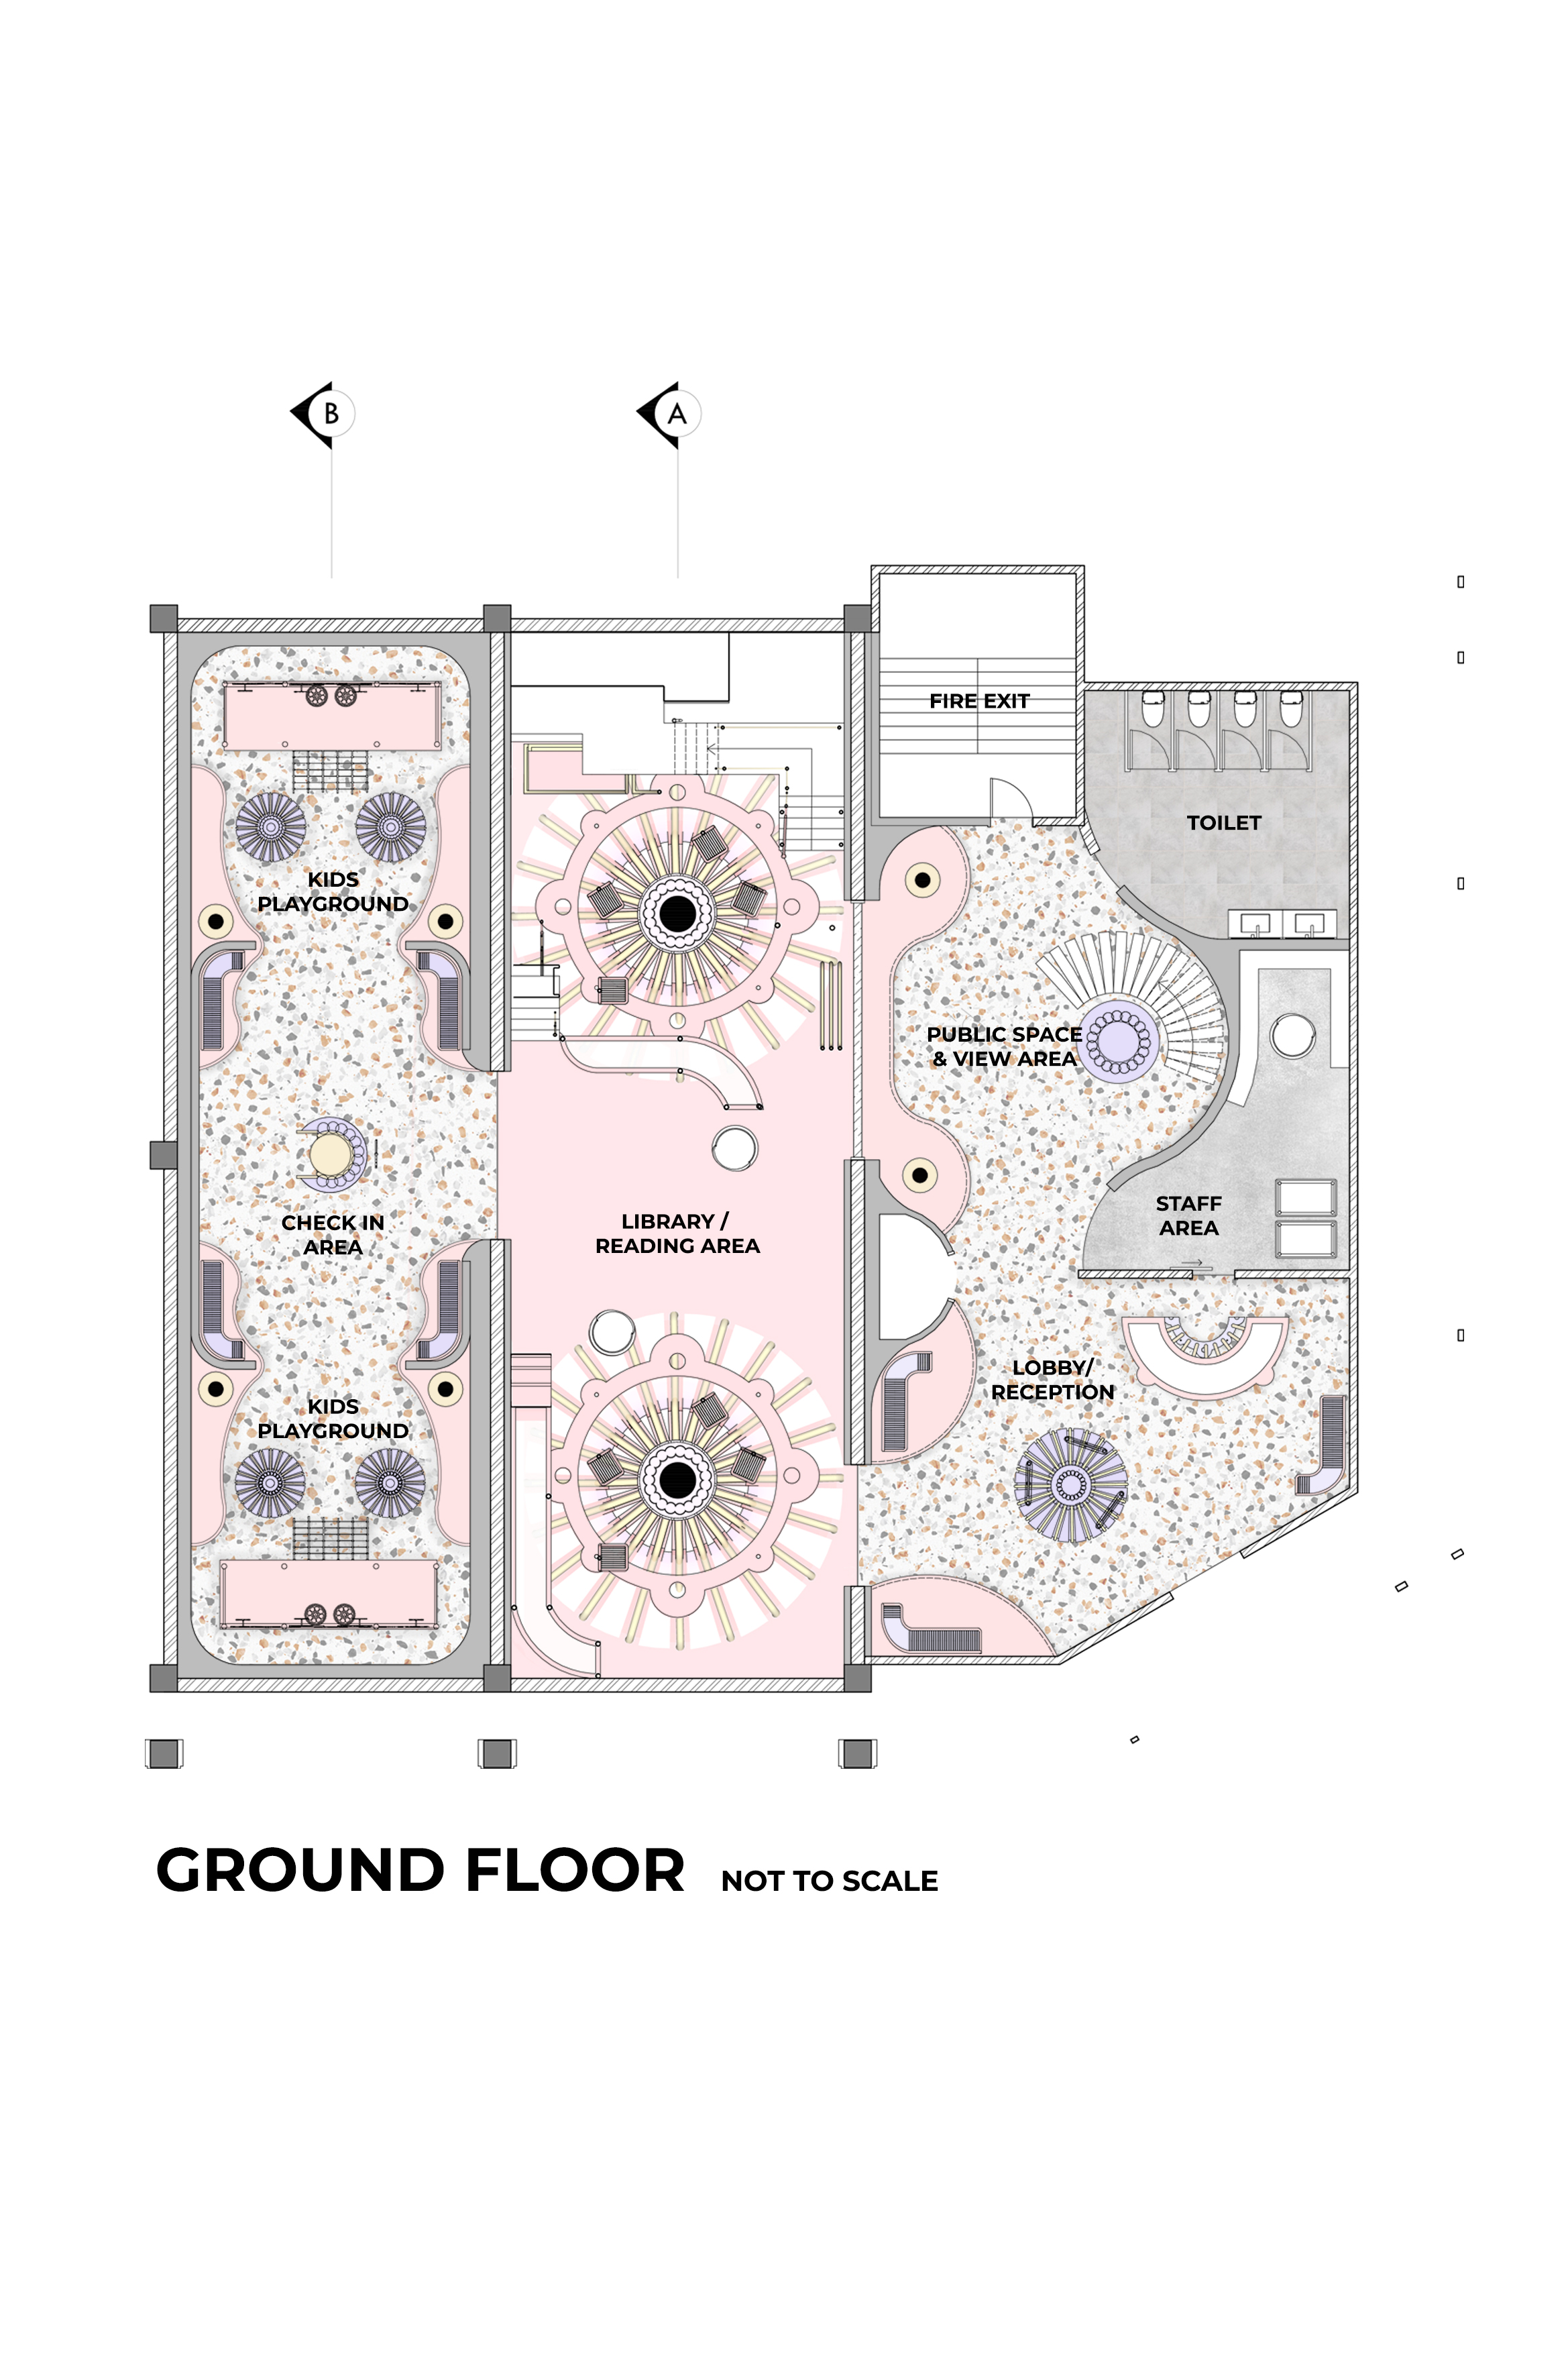 B
A
FIRE EXIT
TOILET
KIDS
PLAYGROUND
PUBLIC SPACE
& VIEW AREA
STAFF
AREA
CHECK IN
AREA
LIBRARY /
READING AREA
LOBBY/
RECEPTION
KIDS
PLAYGROUND
GROUND FLOOR NOT TO SCALE